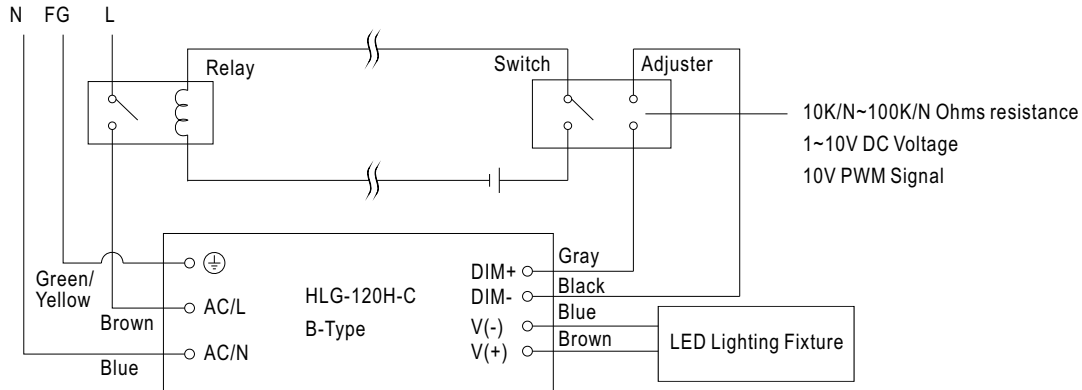 N FG L
Relay
Switch
Adjuster
10K/N~100K/N Ohms resistance
1~10V DC Voltage
10V PWM Signal
Green/
Yellow
Brown
Blue
AC/L
AC/N
HLG-120H-C
B-Type
DIM+
DIM-
V(-)
V(+)
Gray
Black
Blue
Brown
LED Lighting Fixture